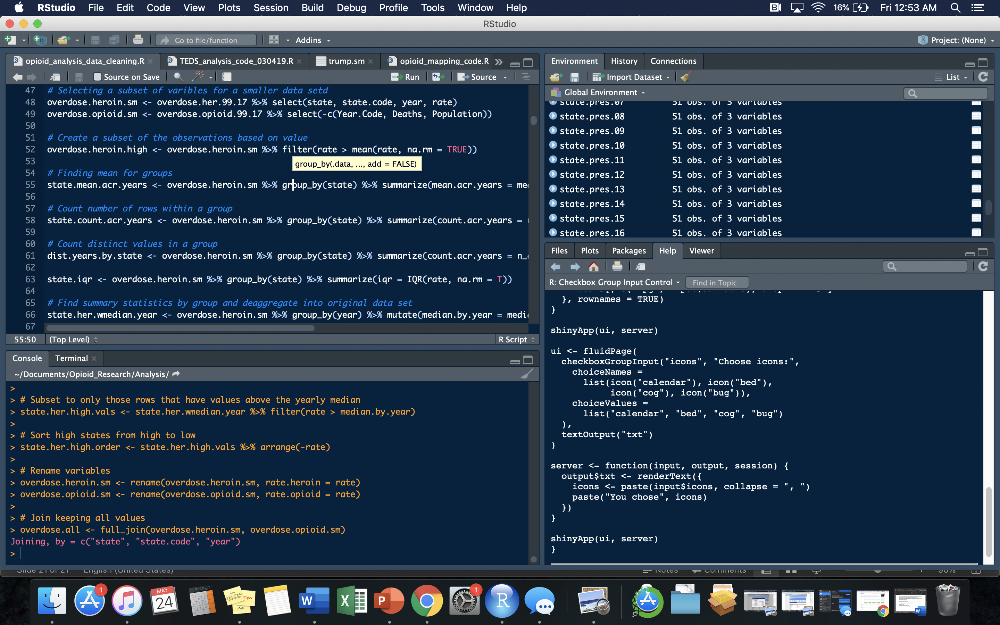 RStudio File Edit Code View Plots Session Build Debug Profile Tools Window Help 16% Fri 12:53 AM
RStudio
Go to file/function Addins Project: (None)
opioid_analysis_data_cleaning.R TEDS_analysis_code_030419.R trump.sm opioid_mapping_code.R
Source on Save Run Source
47 # Selecting a subset of varibles for a smaller data setd
48 overdose.heroin.sm <- overdose.her.99.17 %>% select(state, state.code, year, rate)
49 overdose.opioid.sm <- overdose.opioid.99.17 %>% select(-c(Year.Code, Deaths, Population))
50
51 # Create a subset of the observations based on value
52 overdose.heroin.high <- overdose.heroin.sm %>% filter(rate > mean(rate, na.rm = TRUE))
53
group_by(.data, ..., add = FALSE)
54 # Finding mean for groups
55 state.mean.acr.years <- overdose.heroin.sm %>% group_by(state) %>% summarize(mean.acr.years = me
56
57 # Count number of rows within a group
58 state.count.acr.years <- overdose.heroin.sm %>% group_by(state) %>% summarize(count.acr.years =
59
60 # Count distinct values in a group
61 dist.years.by.state <- overdose.heroin.sm %>% group_by(state) %>% summarize(count.acr.years = n_
62
63 state.iqr <- overdose.heroin.sm %>% group_by(state) %>% summarize(iqr = IQR(rate, na.rm = T))
64
65 # Find summary statistics by group and deaggregate into original data set
66 state.her.wmedian.year <- overdose.heroin.sm %>% group_by(year) %>% mutate(median.by.year = medi
67
55:50 (Top Level) R Script
Console Terminal
~/Documents/Opioid_Research/Analysis/
>
> # Subset to only those rows that have values above the yearly median
> state.her.high.vals <- state.her.wmedian.year %>% filter(rate > median.by.year)
>
> # Sort high states from high to low
> state.her.high.order <- state.her.high.vals %>% arrange(-rate)
>
> # Rename variables
> overdose.heroin.sm <- rename(overdose.heroin.sm, rate.heroin = rate)
> overdose.opioid.sm <- rename(overdose.opioid.sm, rate.opioid = rate)
>
> # Join keeping all values
> overdose.all <- full_join(overdose.heroin.sm, overdose.opioid.sm)
Joining, by = c("state", "state.code", "year")
>
Environment History Connections
Import Dataset List
Global Environment
state.pres.07 51 obs. of 3 variables
state.pres.08 51 obs. of 3 variables
state.pres.09 51 obs. of 3 variables
state.pres.10 51 obs. of 3 variables
state.pres.11 51 obs. of 3 variables
state.pres.12 51 obs. of 3 variables
state.pres.13 51 obs. of 3 variables
state.pres.14 51 obs. of 3 variables
state.pres.15 51 obs. of 3 variables
state.pres.16 51 obs. of 3 variables
Files Plots Packages Help Viewer
R: Checkbox Group Input Control Find in Topic
}, rownames = TRUE)
}
shinyApp(ui, server)
ui <- fluidPage(
checkboxGroupInput("icons", "Choose icons:",
choiceNames =
list(icon("calendar"), icon("bed"),
icon("cog"), icon("bug")),
choiceValues =
list("calendar", "bed", "cog", "bug")
),
textOutput("txt")
)
server <- function(input, output, session) {
output$txt <- renderText({
icons <- paste(input$icons, collapse = ", ")
paste("You chose", icons)
})
}
shinyApp(ui, server)
}
Slide 21 of 21 English (United States) Notes Comments 96%
1 MAY 24 3.141593 Eggs Milk W X P 1 R